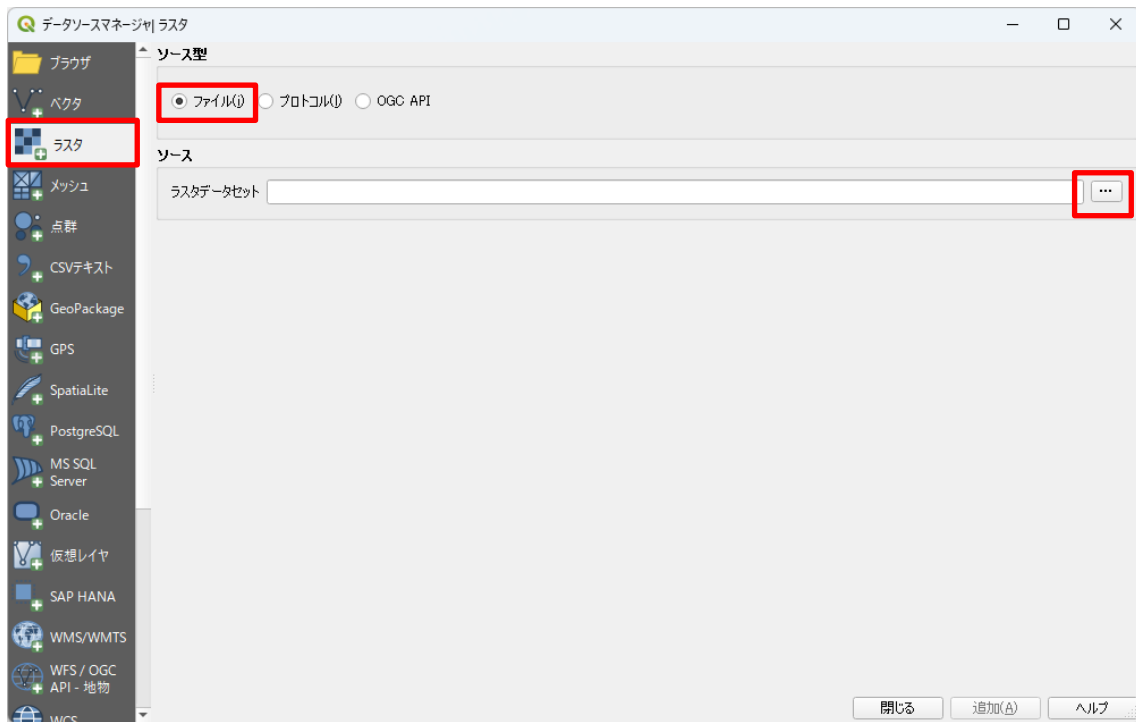 データソースマネージャ| ラスタ
ブラウザ
ベクタ
ラスタ
メッシュ
点群
CSVテキスト
GeoPackage
GPS
SpatiaLite
PostgreSQL
MS SQL
Server
Oracle
仮想レイヤ
SAP HANA
WMS/WMTS
WFS / OGC
API - 地物
WCS
ソース型
ファイル(i) プロトコル(l) OGC API
ソース
ラスタデータセット ...
閉じる 追加(A) ヘルプ